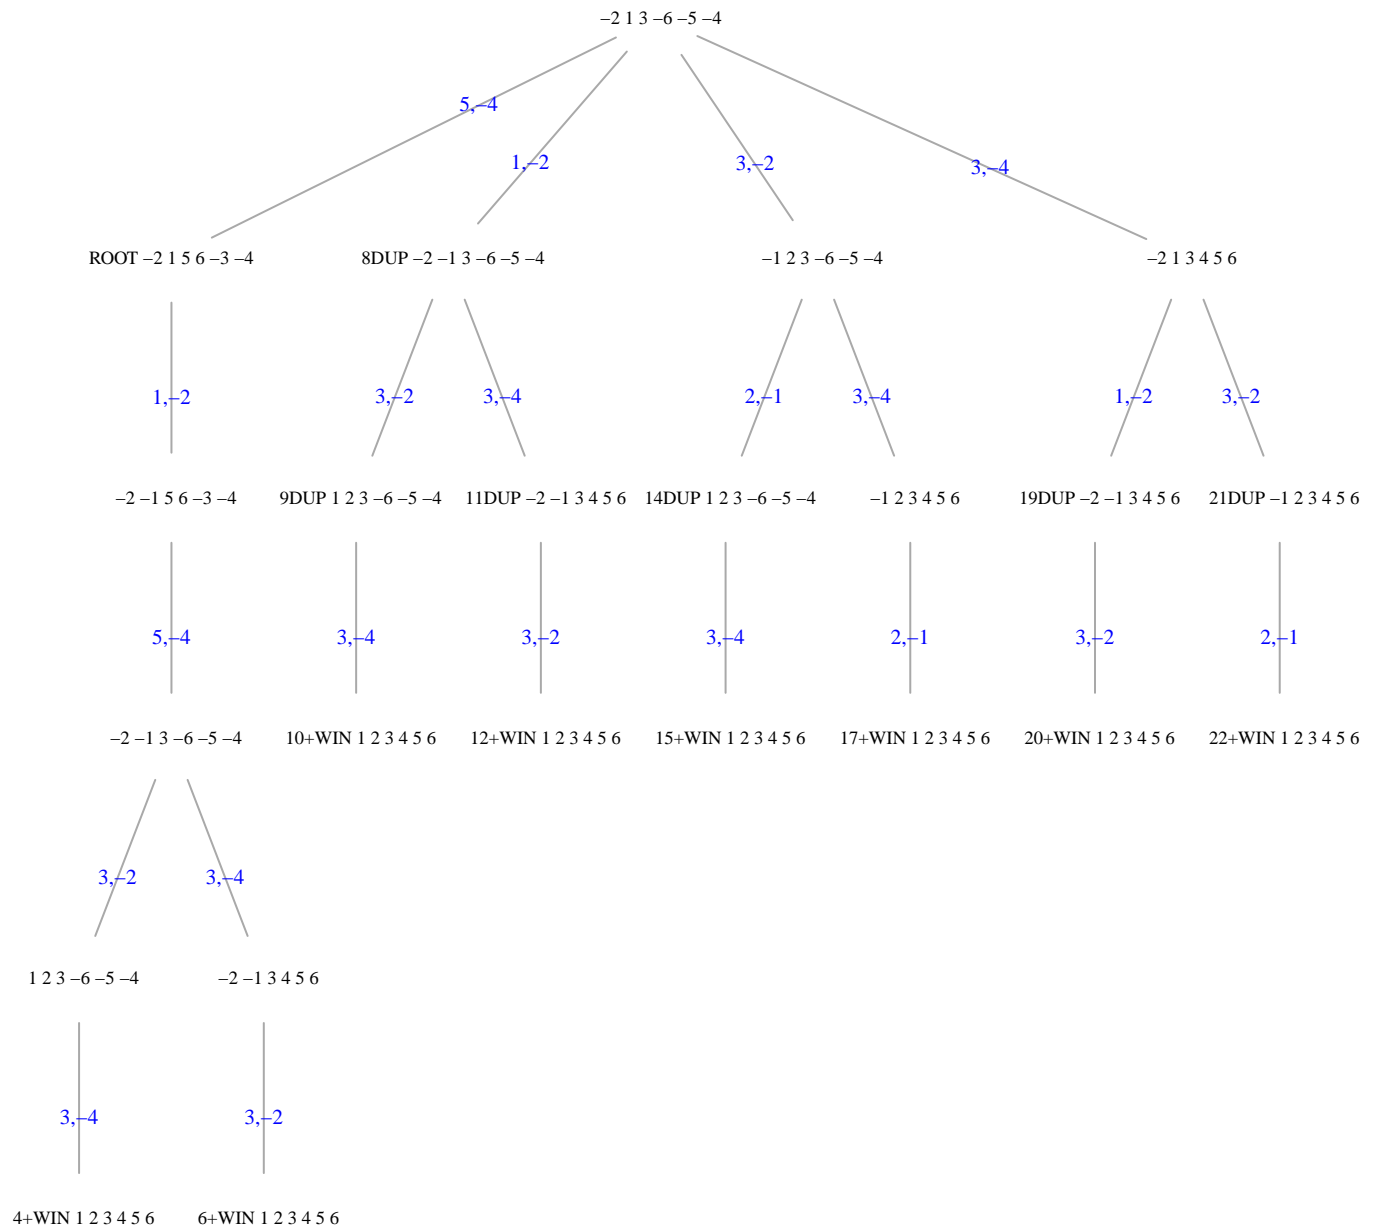 −2 1 3 −6 −5 −4
5,−4
1,−2
3,−2
3,−4
ROOT −2 1 5 6 −3 −4
8DUP −2 −1 3 −6 −5 −4
−1 2 3 −6 −5 −4
−2 1 3 4 5 6
1,−2
3,−2
3,−4
2,−1
3,−4
1,−2
3,−2
−2 −1 5 6 −3 −4
9DUP 1 2 3 −6 −5 −4
11DUP −2 −1 3 4 5 6
14DUP 1 2 3 −6 −5 −4
−1 2 3 4 5 6
19DUP −2 −1 3 4 5 6
21DUP −1 2 3 4 5 6
5,−4
3,−4
3,−2
3,−4
2,−1
3,−2
2,−1
−2 −1 3 −6 −5 −4
10+WIN 1 2 3 4 5 6
12+WIN 1 2 3 4 5 6
15+WIN 1 2 3 4 5 6
17+WIN 1 2 3 4 5 6
20+WIN 1 2 3 4 5 6
22+WIN 1 2 3 4 5 6
3,−2
3,−4
1 2 3 −6 −5 −4
−2 −1 3 4 5 6
3,−4
3,−2
4+WIN 1 2 3 4 5 6
6+WIN 1 2 3 4 5 6